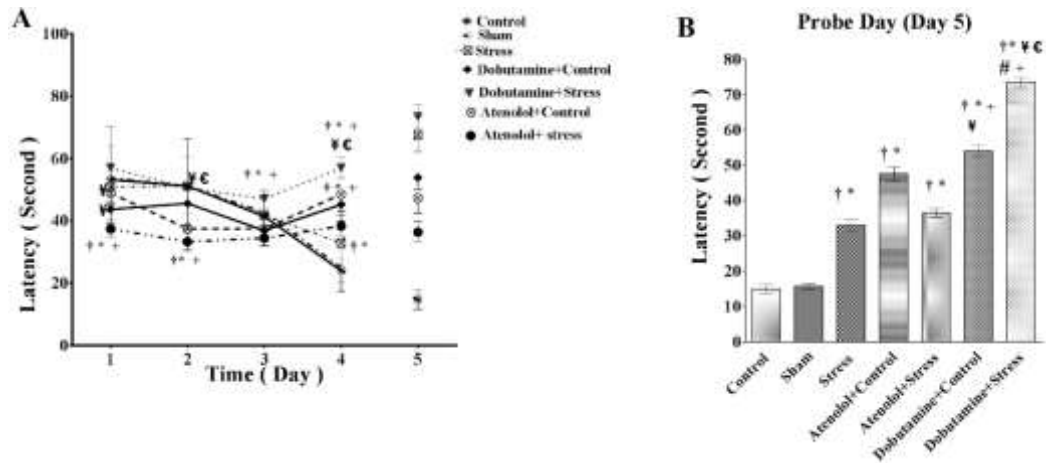 A
Latency ( Second )
100
80
60
40
20
0
1 2 3 4 5
Time ( Day )
Control
Sham
Stress
Dobutamine+Control
Dobutamine+Stress
Atenolol+Control
Atenolol+ stress
¥
¥
†* +
¥ €
†* +
†* +
†* +
¥ €
†* +
†*
B
Probe Day (Day 5)
Latency ( Second )
80
70
60
50
40
30
20
10
0
†*
†*
†*
†* +
¥
†* ¥ €
# +
Control
Sham
Stress
Atenolol+Control
Atenolol+Stress
Dobutamine+Control
Dobutamine+Stress